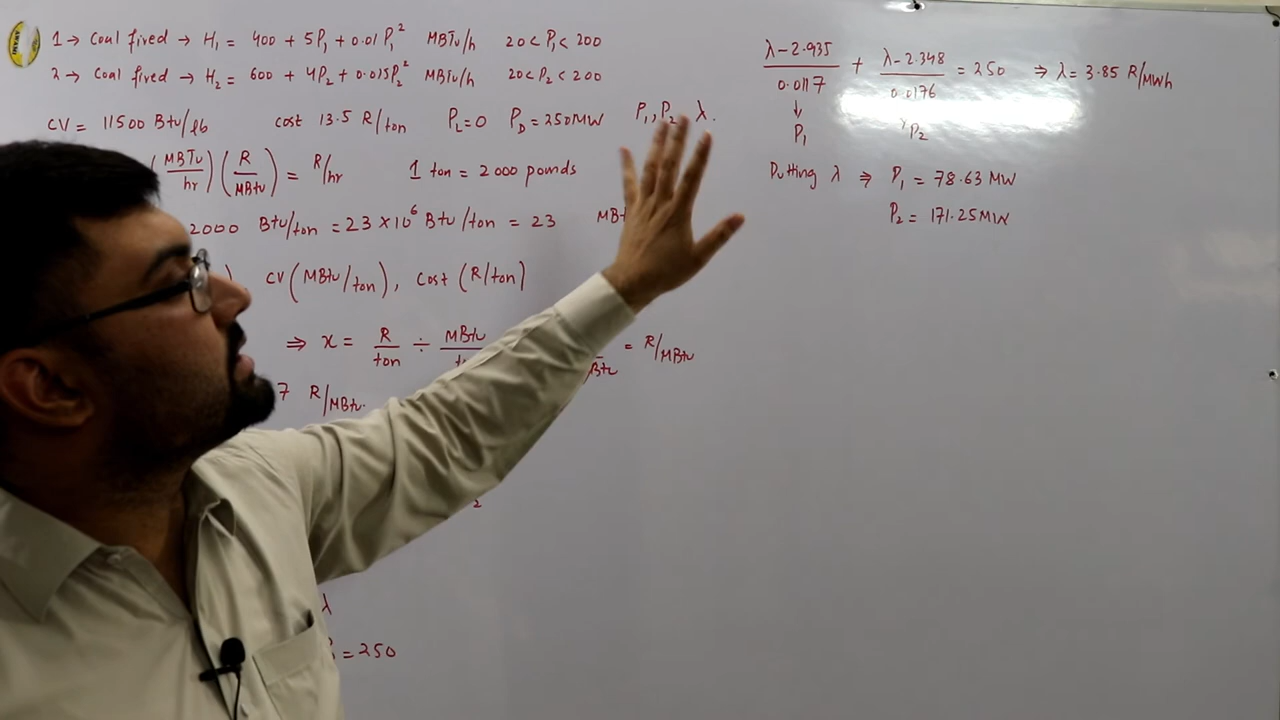 1 → Coal fired → H₁ = 400 + 5P₁ + 0.01 P₁² MBTu/h 20 < P₁ < 200
2 → Coal fired → H₂ = 600 + 4P₂ + 0.015P₂² MBTu/h 20 < P₂ < 200
CV = 11500 Btu/lb cost 13.5 R/ton P_L = 0 P_D = 250MW P₁, P₂ λ.
(MBTu/hr) (R/MBtu) = R/hr 1 ton = 2000 pounds
2000 Btu/ton = 23 × 10⁶ Btu/ton = 23 MBt
CV (MBtu/ton), Cost (R/ton)
⇒ x = R/ton ÷ MBtu/t = R/MBtu
7 R/MBtu.
2
λ
= 250
(λ - 2.935)/0.0117 + (λ - 2.348)/0.0176 = 250 ⇒ λ = 3.85 R/MWh
↓
P₁ P₂
Putting λ ⇒ P₁ = 78.63 MW
P₂ = 171.25MW